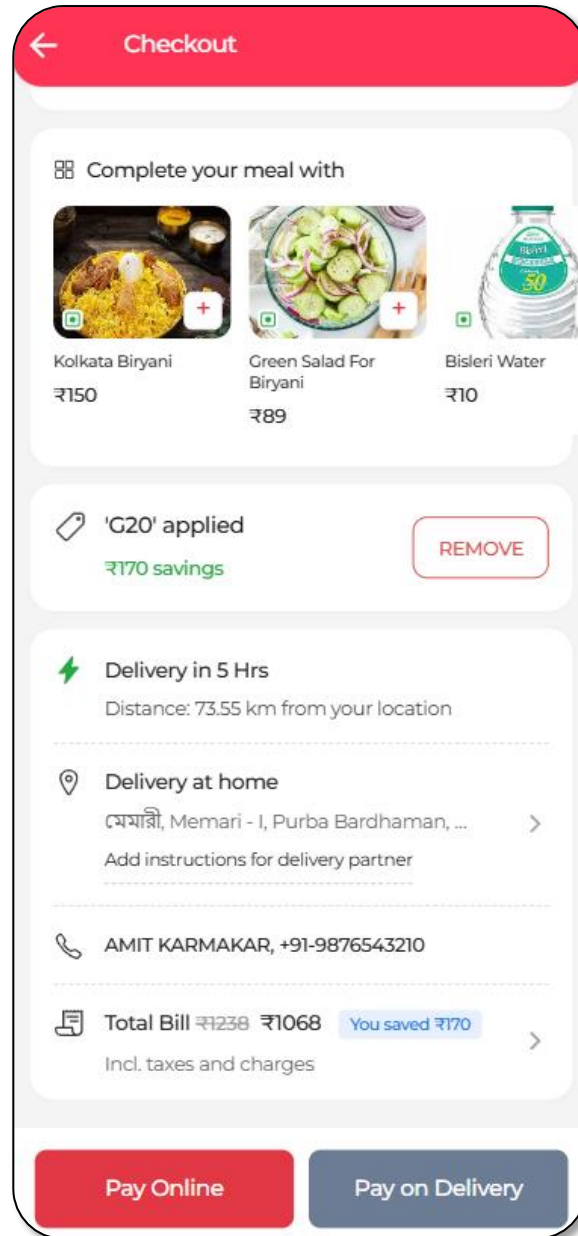 Checkout
Complete your meal with
Kolkata Biryani
₹150
Green Salad For
Biryani
₹89
Bisleri
50
Bisleri Water
₹10
'G20' applied
₹170 savings
REMOVE
Delivery in 5 Hrs
Distance: 73.55 km from your location
Delivery at home
মেমারী, Memari - I, Purba Bardhaman, ...
Add instructions for delivery partner
AMIT KARMAKAR, +91-9876543210
Total Bill ₹1238 ₹1068 You saved ₹170
Incl. taxes and charges
Pay Online
Pay on Delivery